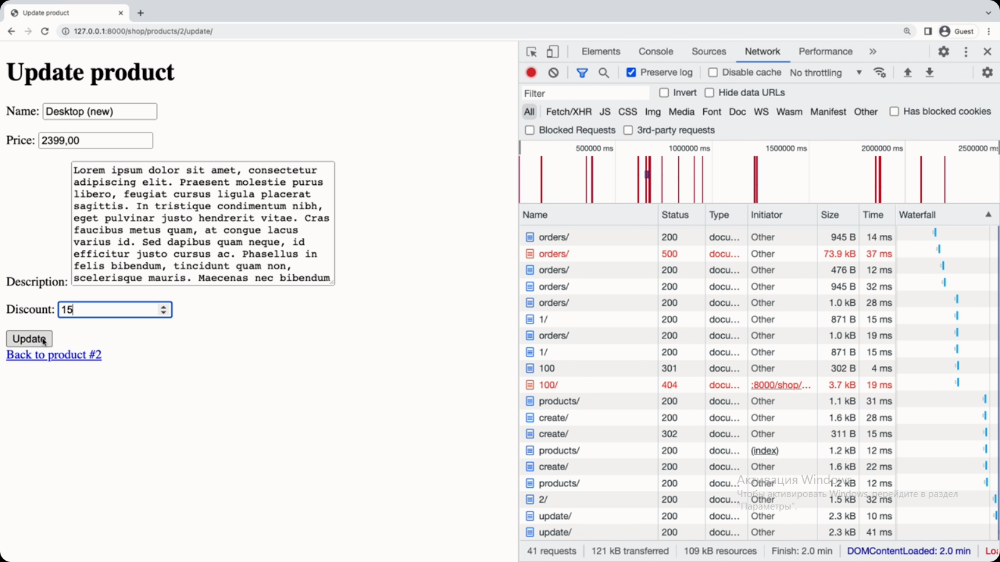 Update product
127.0.0.1:8000/shop/products/2/update/
Guest
Update product
Name: Desktop (new)
Price: 2399,00
Lorem ipsum dolor sit amet, consectetur
adipiscing elit. Praesent molestie purus
libero, feugiat cursus ligula placerat
sagittis. In tristique condimentum nibh,
eget pulvinar justo hendrerit vitae. Cras
faucibus metus quam, at congue lacus
varius id. Sed dapibus quam neque, id
efficitur justo cursus ac. Phasellus in
felis bibendum, tincidunt quam non,
scelerisque mauris. Maecenas nec bibendum
Description:
Discount: 15
Update
Back to product #2
Elements Console Sources Network Performance »
Preserve log Disable cache No throttling
Filter Invert Hide data URLs
All Fetch/XHR JS CSS Img Media Font Doc WS Wasm Manifest Other Has blocked cookies
Blocked Requests 3rd-party requests
500000 ms 1000000 ms 1500000 ms 2000000 ms 2500000 ms
Name Status Type Initiator Size Time Waterfall
orders/ 200 docu... Other 945 B 14 ms
orders/ 500 docu... Other 73.9 kB 37 ms
orders/ 200 docu... Other 476 B 12 ms
orders/ 200 docu... Other 945 B 32 ms
orders/ 200 docu... Other 1.0 kB 28 ms
1/ 200 docu... Other 871 B 15 ms
orders/ 200 docu... Other 1.0 kB 19 ms
1/ 200 docu... Other 871 B 15 ms
100 301 docu... Other 302 B 4 ms
100/ 404 docu... :8000/shop/... 3.7 kB 19 ms
products/ 200 docu... Other 1.1 kB 31 ms
create/ 200 docu... Other 1.6 kB 28 ms
create/ 302 docu... Other 311 B 15 ms
products/ 200 docu... (index) 1.2 kB 12 ms
create/ 200 docu... Other 1.6 kB 22 ms
products/ 200 docu... Other 1.2 kB 12 ms
2/ 200 docu... Other 1.5 kB 32 ms
update/ 200 docu... Other 2.3 kB 10 ms
update/ 200 docu... Other 2.3 kB 41 ms
Активация Windows
Чтобы активировать Windows, перейдите в раздел
"Параметры".
41 requests 121 kB transferred 109 kB resources Finish: 2.0 min DOMContentLoaded: 2.0 min